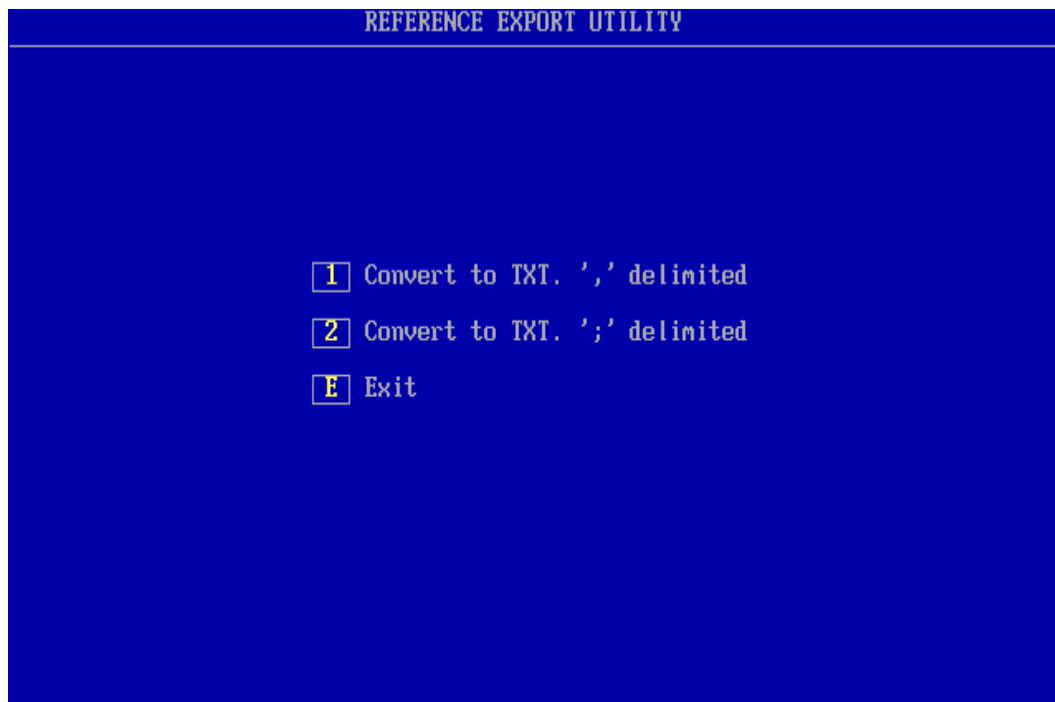 REFERENCE EXPORT UTILITY
1 Convert to TXT. ',' delimited
2 Convert to TXT. ';' delimited
E Exit